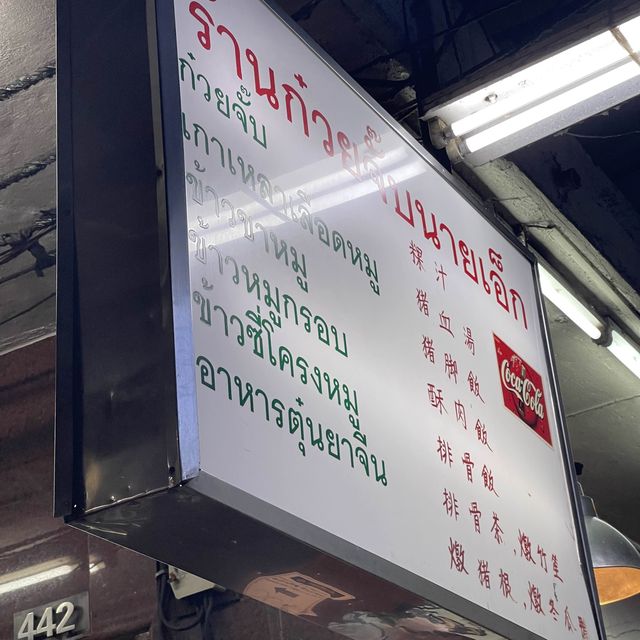 ร้านก๋วยจั๊บนายเอ็ก
ก๋วยจั๊บ
เกาเหลาเลือดหมู
ข้าวขาหมู
ข้าวหมูกรอบ
ข้าวซี่โครงหมู
อาหารตุ๋นยาจีน
粿汁
猪血湯
猪脚飯
酥肉飯
排骨飯
排骨茶.燉竹笙
燉猪根.燉冬瓜
Coca-Cola
442